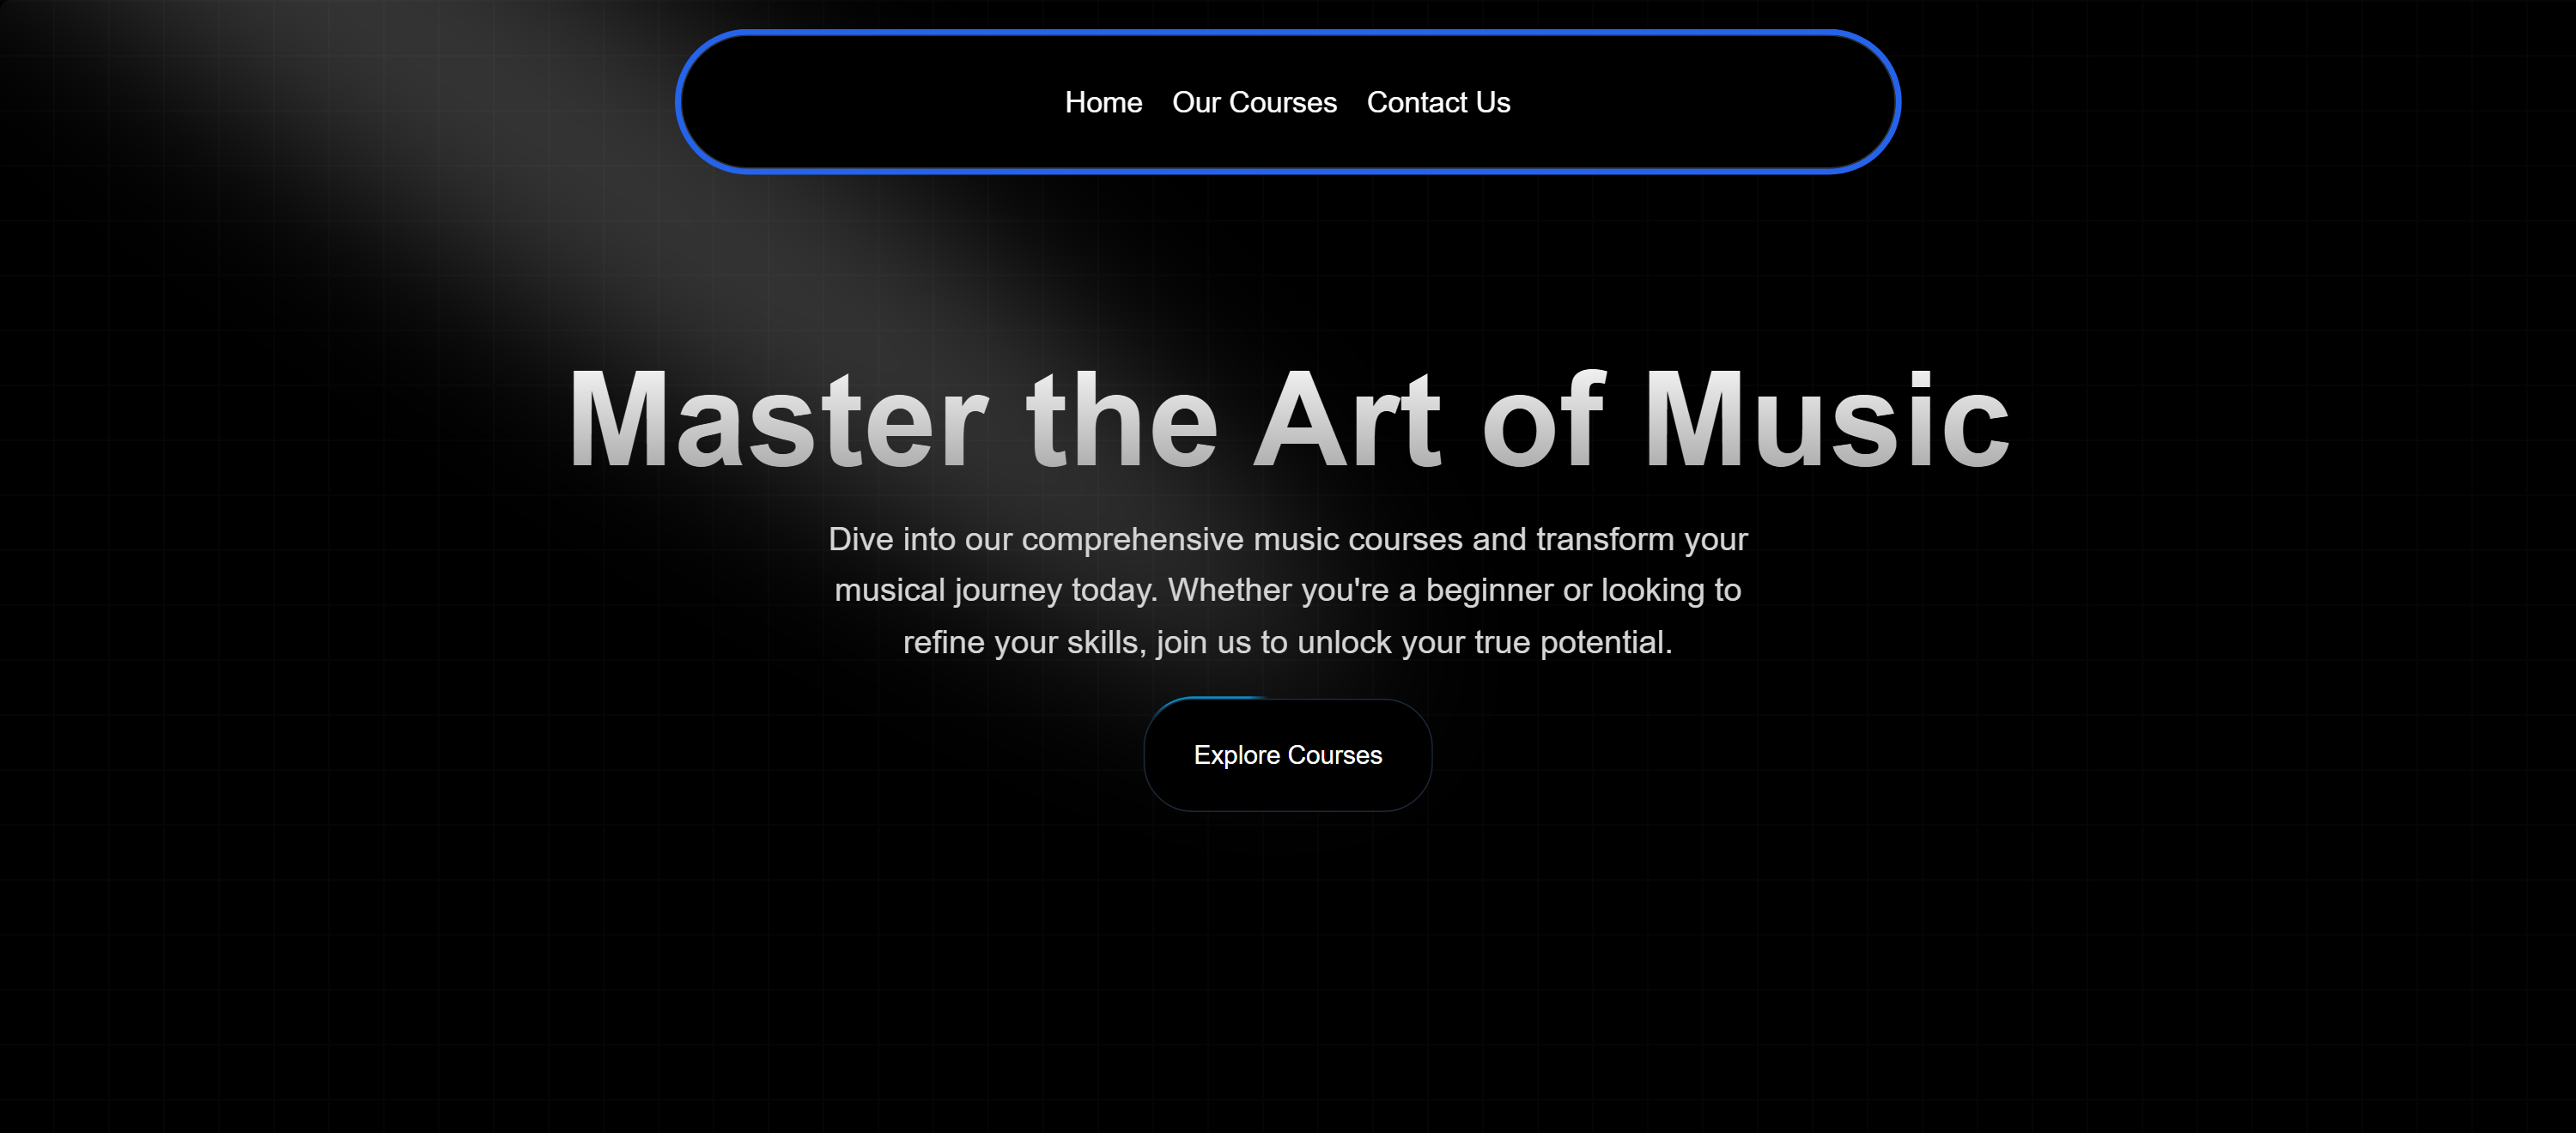 Home Our Courses Contact Us
Master the Art of Music
Dive into our comprehensive music courses and transform your
musical journey today. Whether you're a beginner or looking to
refine your skills, join us to unlock your true potential.
Explore Courses